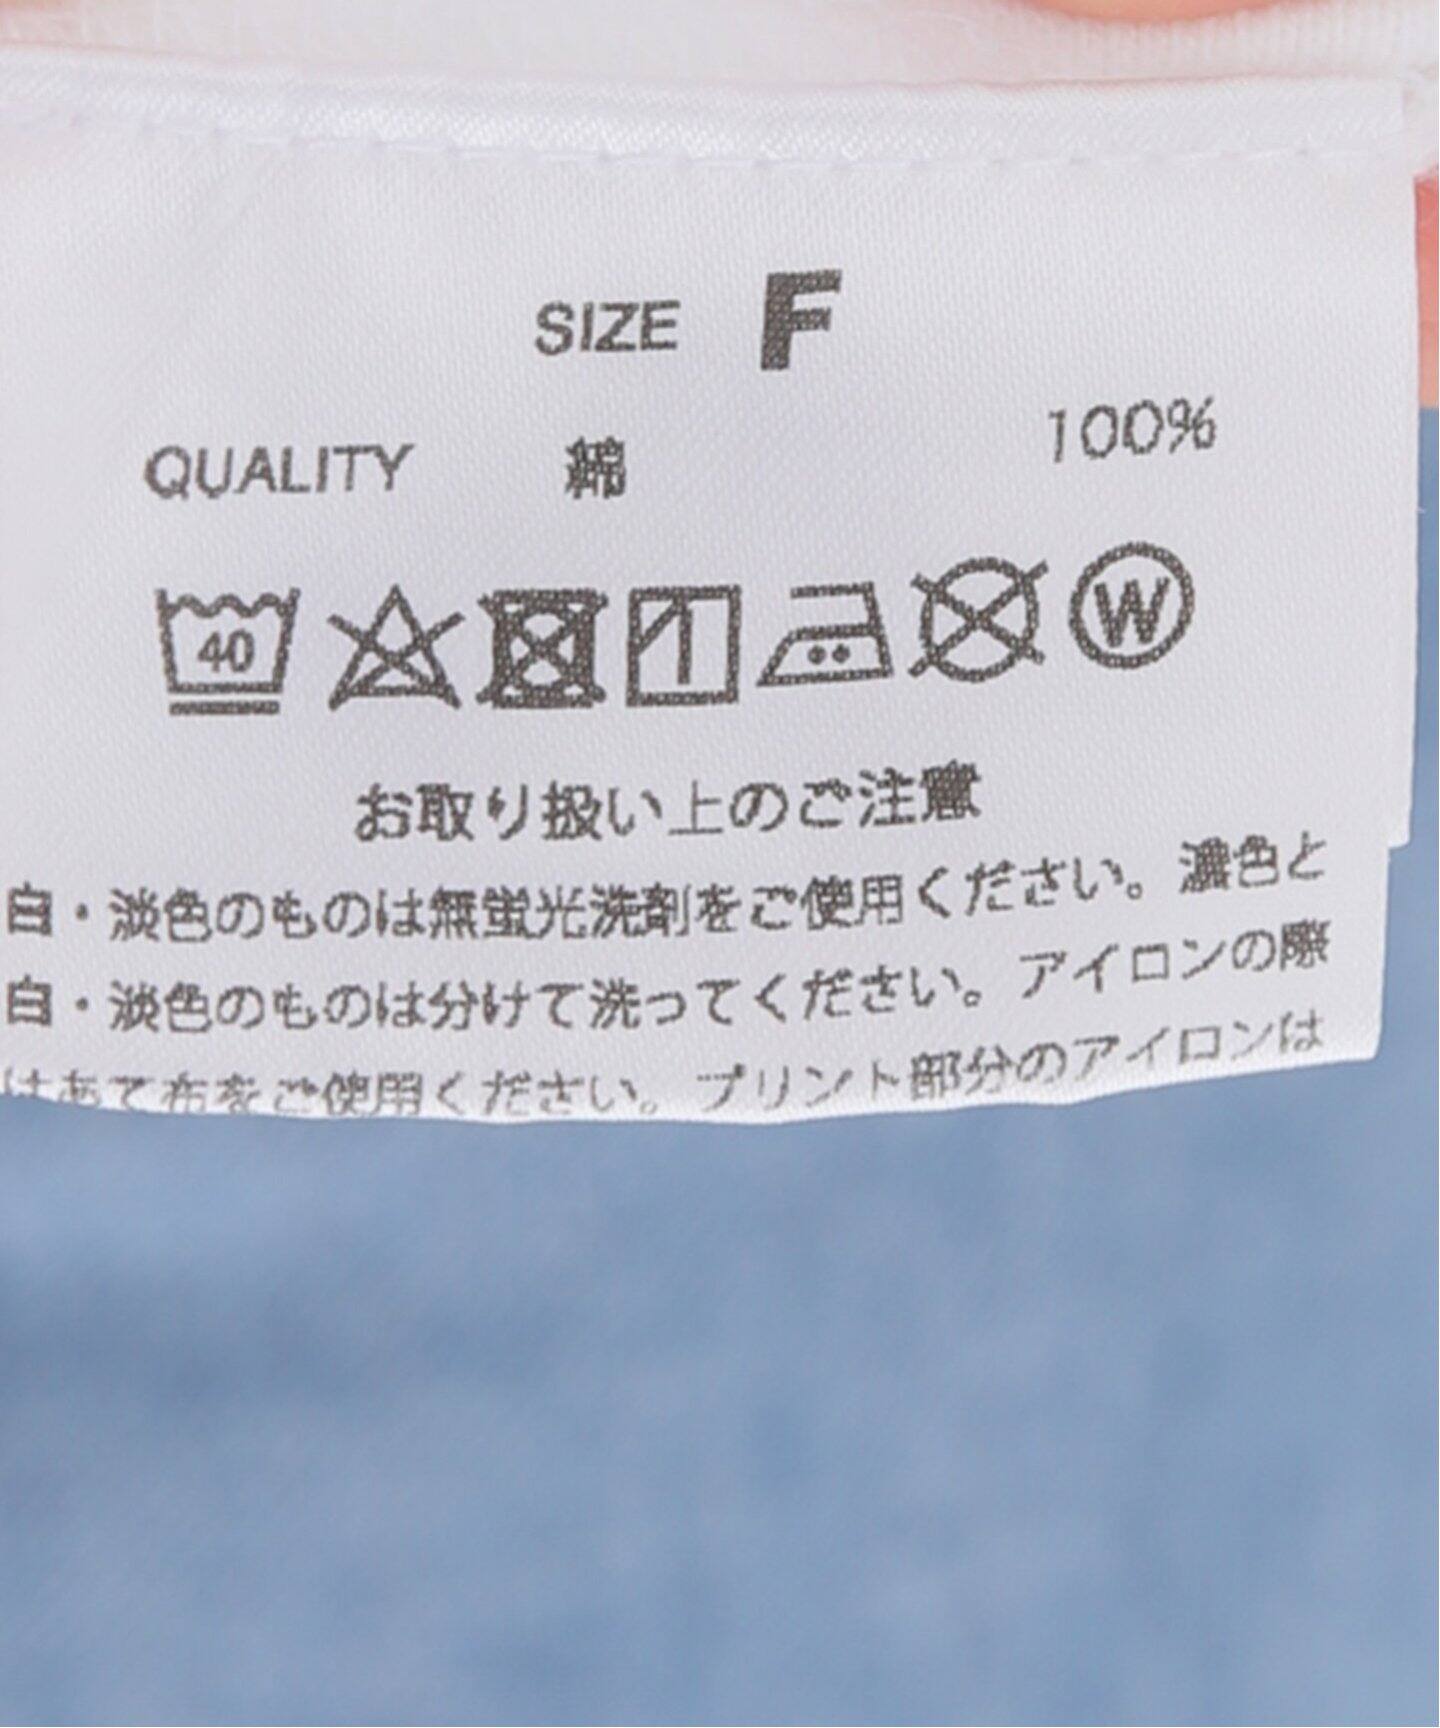 SIZE F
QUALITY 綿 100%
40 W
お取り扱い上のご注意
白・淡色のものは無蛍光洗剤をご使用ください。濃色と
白・淡色のものは分けて洗ってください。アイロンの際
はあて布をご使用ください。プリント部分のアイロンは